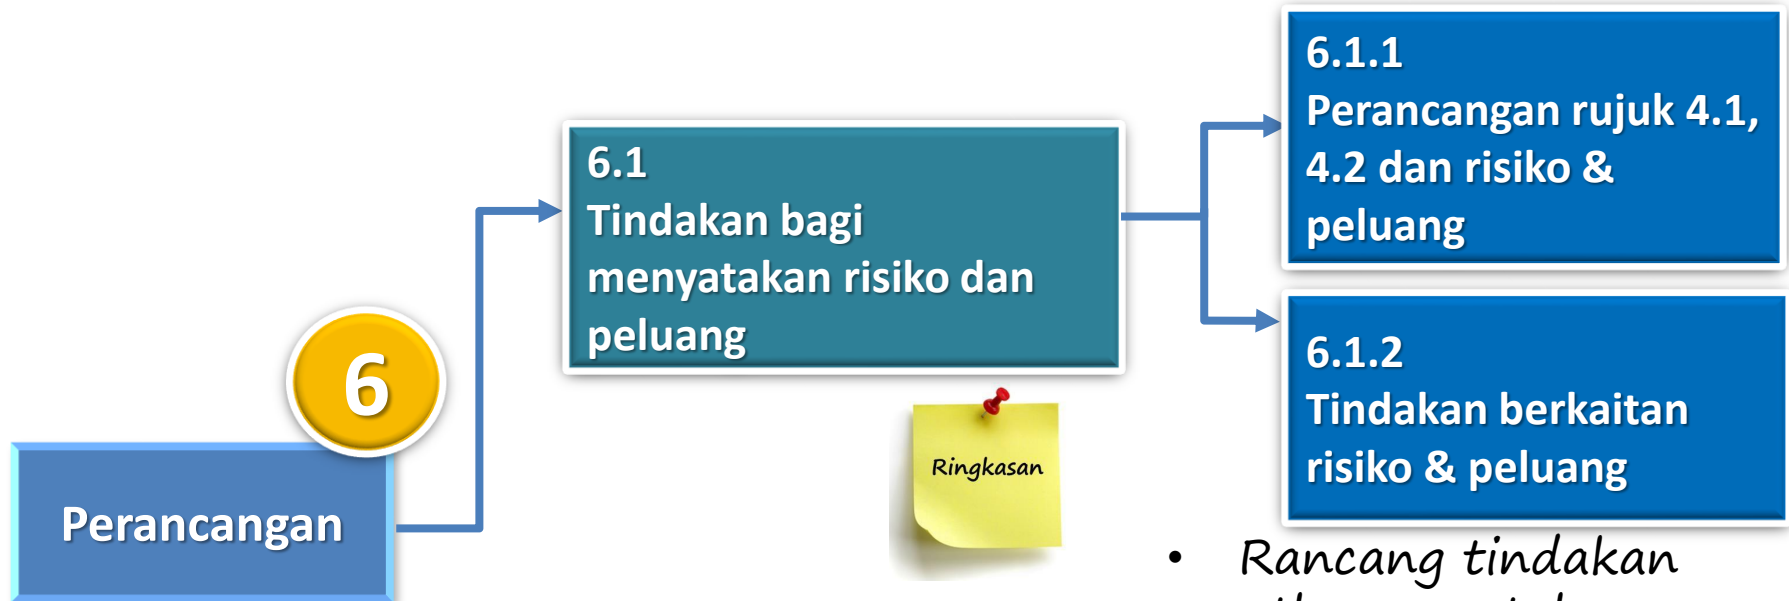 6
Perancangan
6.1
Tindakan bagi
menyatakan risiko dan
peluang
Ringkasan
6.1.1
Perancangan rujuk 4.1,
4.2 dan risiko &
peluang
6.1.2
Tindakan berkaitan
risiko & peluang
• Rancang tindakan